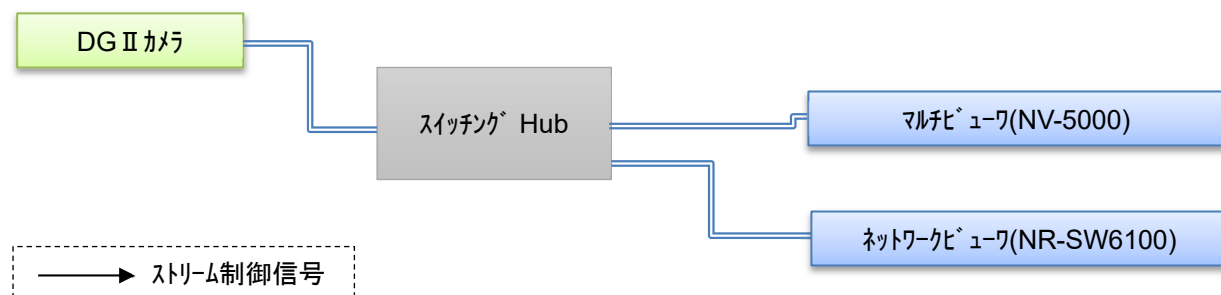 DGⅡｶﾒﾗ
ｽｲｯﾁﾝｸﾞ Hub
ﾏﾙﾁﾋﾞｭｰﾜ(NV-5000)
ﾈｯﾄﾜｰｸﾋﾞｭｰﾜ(NR-SW6100)
ｽﾄﾘｰﾑ制御信号